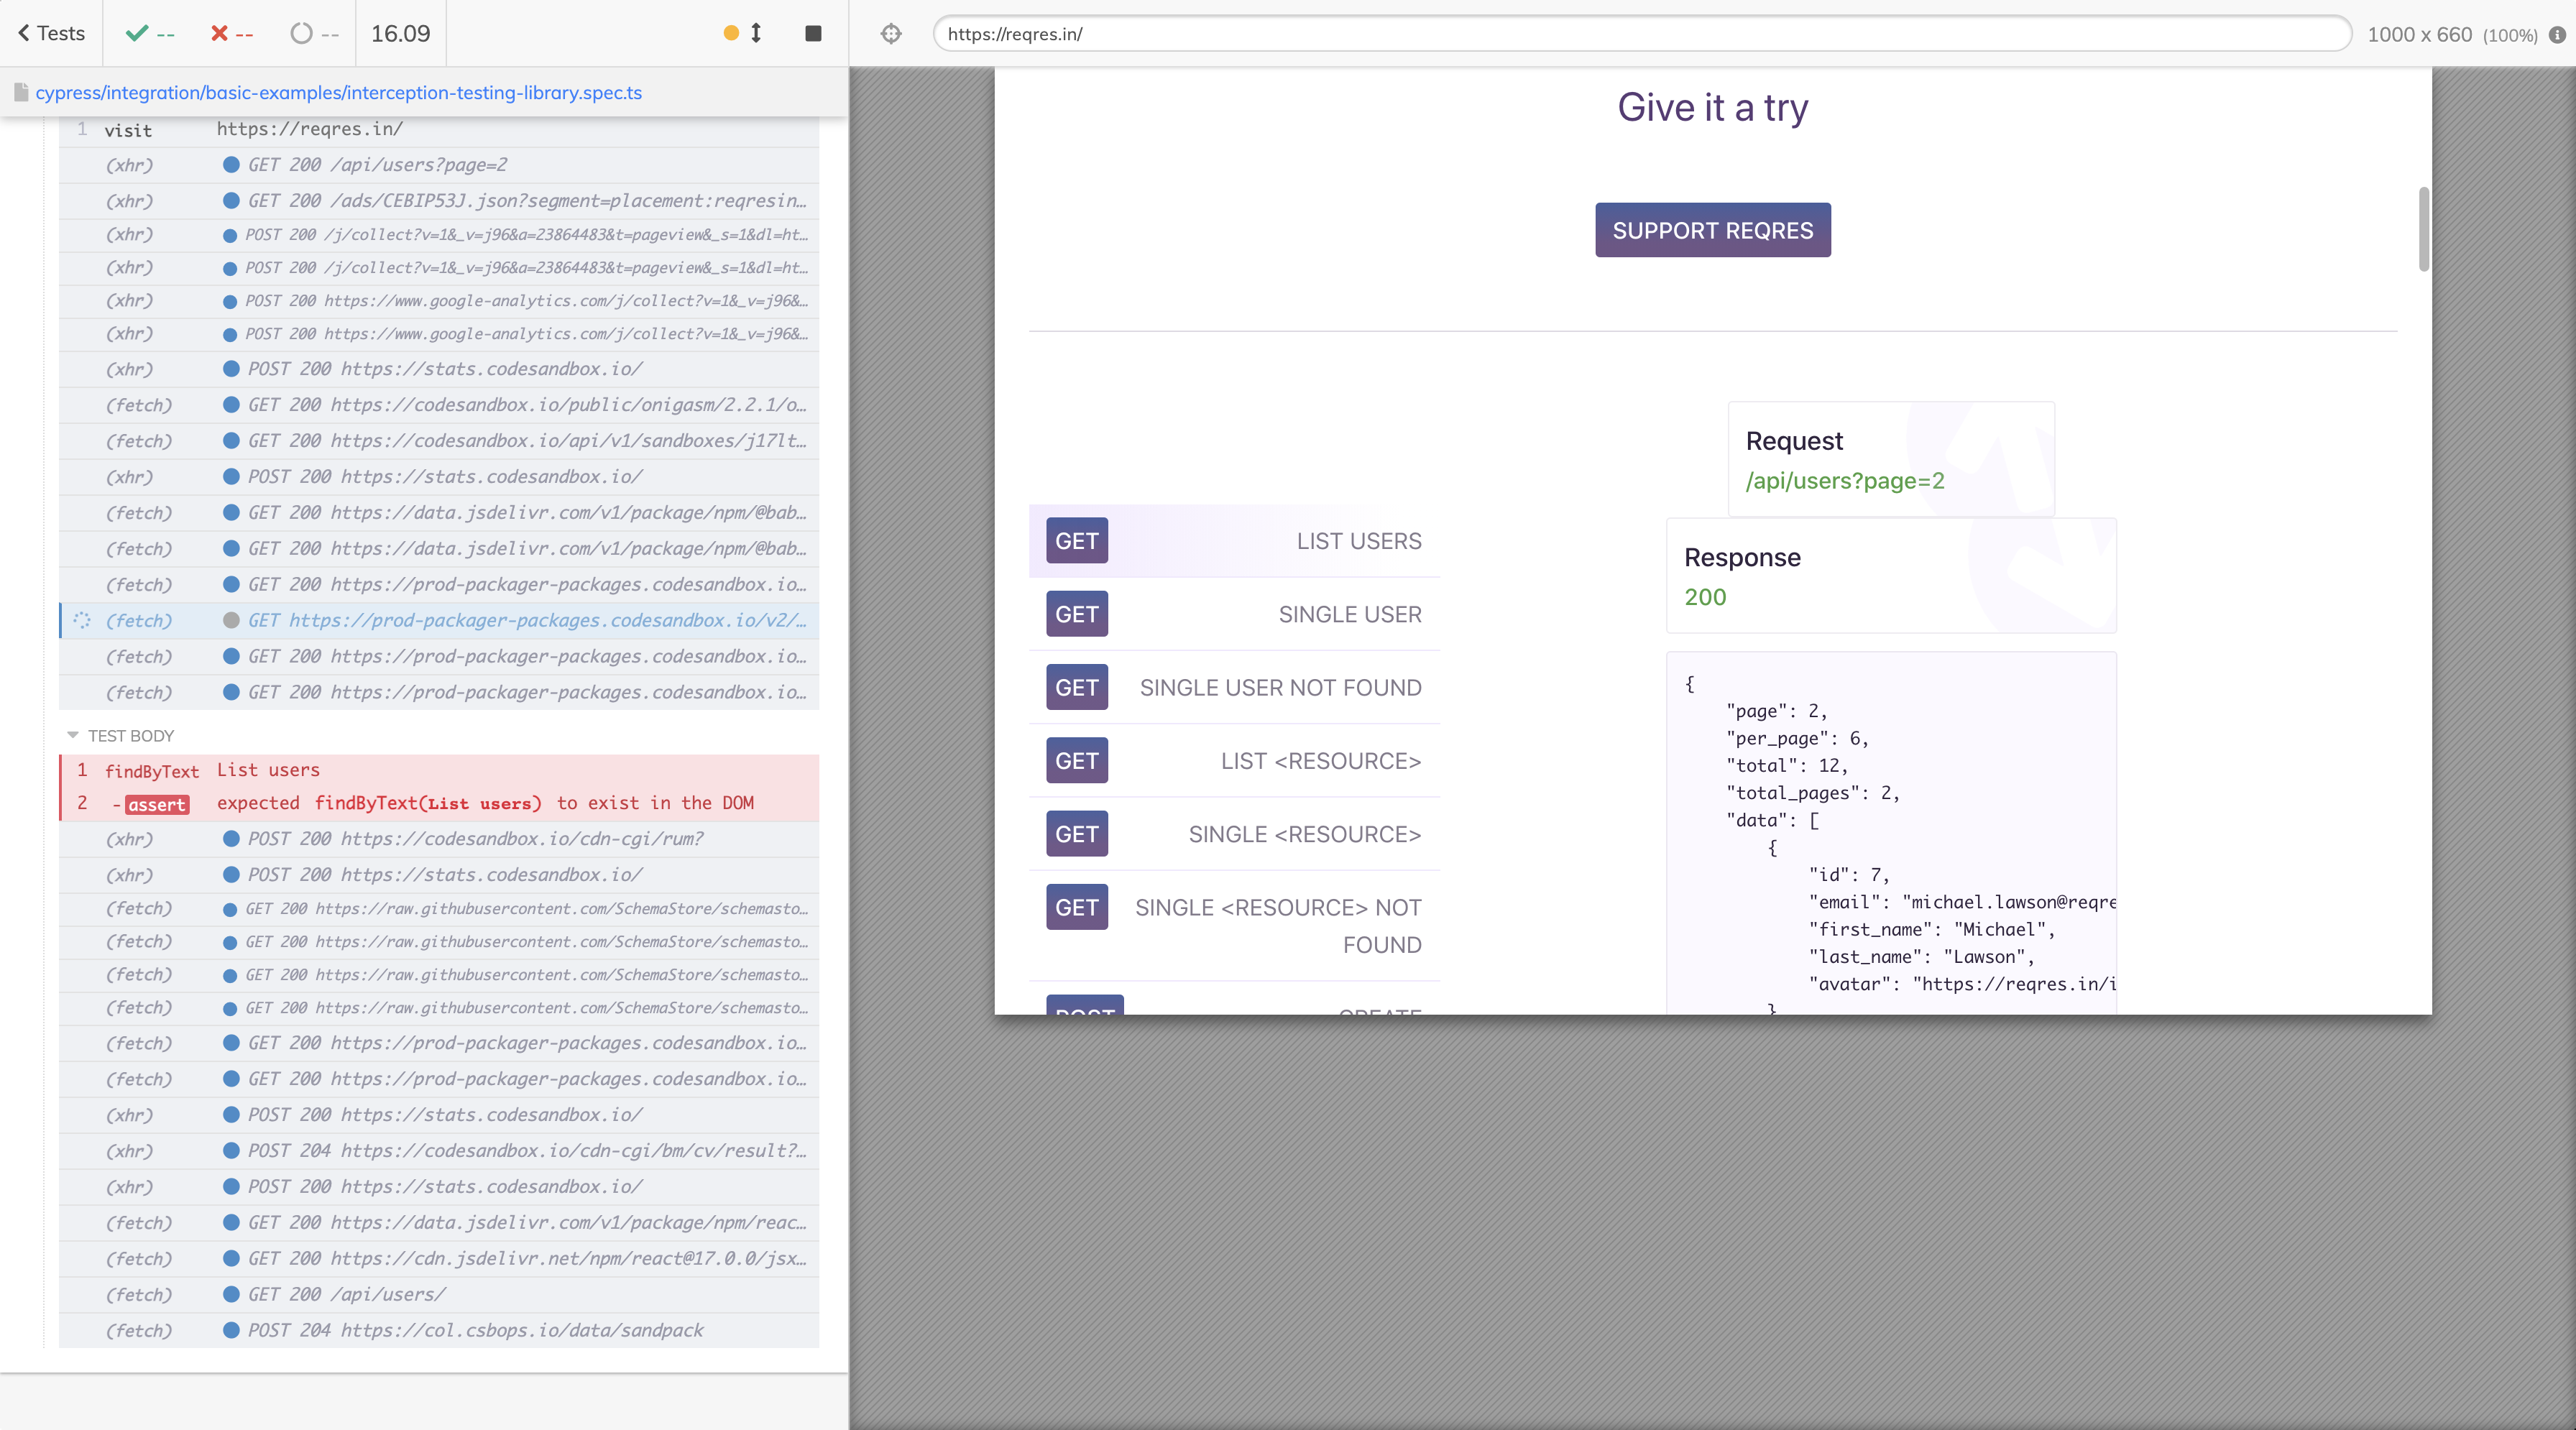 Tests
--
--
--
16.09
https://reqres.in/
1000 x 660 (100%)
cypress/integration/basic-examples/interception-testing-library.spec.ts
1 visit https://reqres.in/
(xhr) GET 200 /api/users?page=2
(xhr) GET 200 /ads/CEBIP53J.json?segment=placement:reqresin…
(xhr) POST 200 /j/collect?v=1&_v=j96&a=23864483&t=pageview&_s=1&dl=ht…
(xhr) POST 200 /j/collect?v=1&_v=j96&a=23864483&t=pageview&_s=1&dl=ht…
(xhr) POST 200 https://www.google-analytics.com/j/collect?v=1&_v=j96&…
(xhr) POST 200 https://www.google-analytics.com/j/collect?v=1&_v=j96&…
(xhr) POST 200 https://stats.codesandbox.io/
(fetch) GET 200 https://codesandbox.io/public/onigasm/2.2.1/o…
(fetch) GET 200 https://codesandbox.io/api/v1/sandboxes/j17lt…
(xhr) POST 200 https://stats.codesandbox.io/
(fetch) GET 200 https://data.jsdelivr.com/v1/package/npm/@bab…
(fetch) GET 200 https://data.jsdelivr.com/v1/package/npm/@bab…
(fetch) GET 200 https://prod-packager-packages.codesandbox.io…
(fetch) GET https://prod-packager-packages.codesandbox.io/v2/…
(fetch) GET 200 https://prod-packager-packages.codesandbox.io…
(fetch) GET 200 https://prod-packager-packages.codesandbox.io…
TEST BODY
1 findByText List users
2 -assert expected findByText(List users) to exist in the DOM
(xhr) POST 200 https://codesandbox.io/cdn-cgi/rum?
(xhr) POST 200 https://stats.codesandbox.io/
(fetch) GET 200 https://raw.githubusercontent.com/SchemaStore/schemasto…
(fetch) GET 200 https://raw.githubusercontent.com/SchemaStore/schemasto…
(fetch) GET 200 https://raw.githubusercontent.com/SchemaStore/schemasto…
(fetch) GET 200 https://raw.githubusercontent.com/SchemaStore/schemasto…
(fetch) GET 200 https://prod-packager-packages.codesandbox.io…
(fetch) GET 200 https://prod-packager-packages.codesandbox.io…
(xhr) POST 200 https://stats.codesandbox.io/
(xhr) POST 204 https://codesandbox.io/cdn-cgi/bm/cv/result?…
(xhr) POST 200 https://stats.codesandbox.io/
(fetch) GET 200 https://data.jsdelivr.com/v1/package/npm/reac…
(fetch) GET 200 https://cdn.jsdelivr.net/npm/react@17.0.0/jsx…
(fetch) GET 200 /api/users/
(fetch) POST 204 https://col.csbops.io/data/sandpack
Give it a try
SUPPORT REQRES
GET LIST USERS
GET SINGLE USER
GET SINGLE USER NOT FOUND
GET LIST <RESOURCE>
GET SINGLE <RESOURCE>
GET SINGLE <RESOURCE> NOT
FOUND
POST CREATE
Request
/api/users?page=2
Response
200
{
"page": 2,
"per_page": 6,
"total": 12,
"total_pages": 2,
"data": [
{
"id": 7,
"email": "michael.lawson@reqre
"first_name": "Michael",
"last_name": "Lawson",
"avatar": "https://reqres.in/i
}